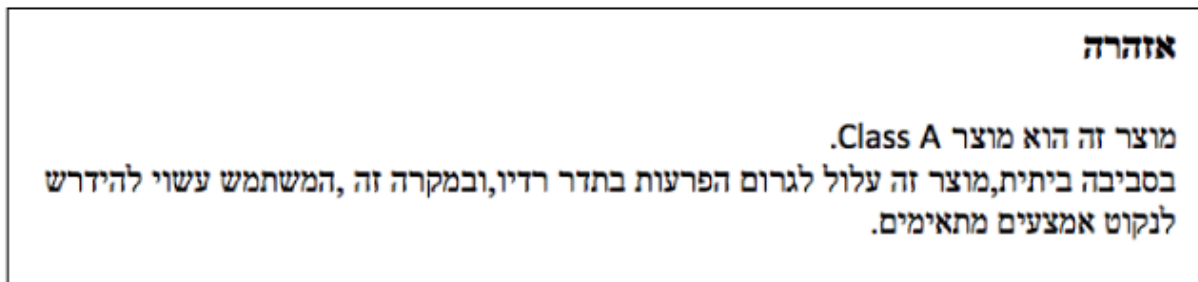 אזהרה
מוצר זה הוא מוצר Class A.
בסביבה ביתית,מוצר זה עלול לגרום הפרעות בתדר רדיו,ובמקרה זה ,המשתמש עשוי להידרש
לנקוט אמצעים מתאימים.